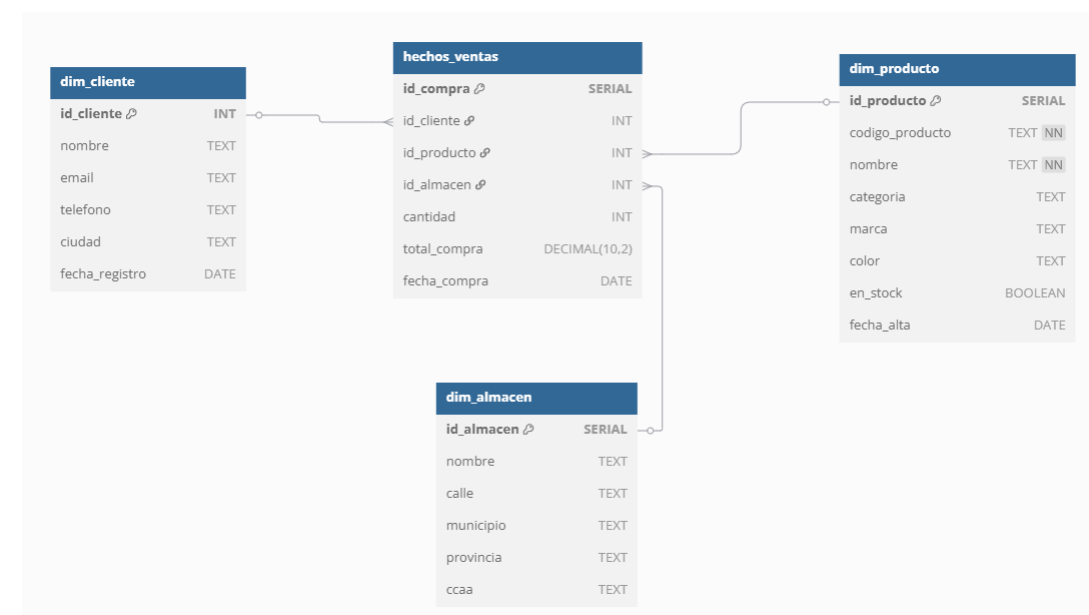 dim_cliente
id_cliente INT
nombre TEXT
email TEXT
telefono TEXT
ciudad TEXT
fecha_registro DATE
hechos_ventas
id_compra SERIAL
id_cliente INT
id_producto INT
id_almacen INT
cantidad INT
total_compra DECIMAL(10,2)
fecha_compra DATE
dim_producto
id_producto SERIAL
codigo_producto TEXT NN
nombre TEXT NN
categoria TEXT
marca TEXT
color TEXT
en_stock BOOLEAN
fecha_alta DATE
dim_almacen
id_almacen SERIAL
nombre TEXT
calle TEXT
municipio TEXT
provincia TEXT
ccaa TEXT